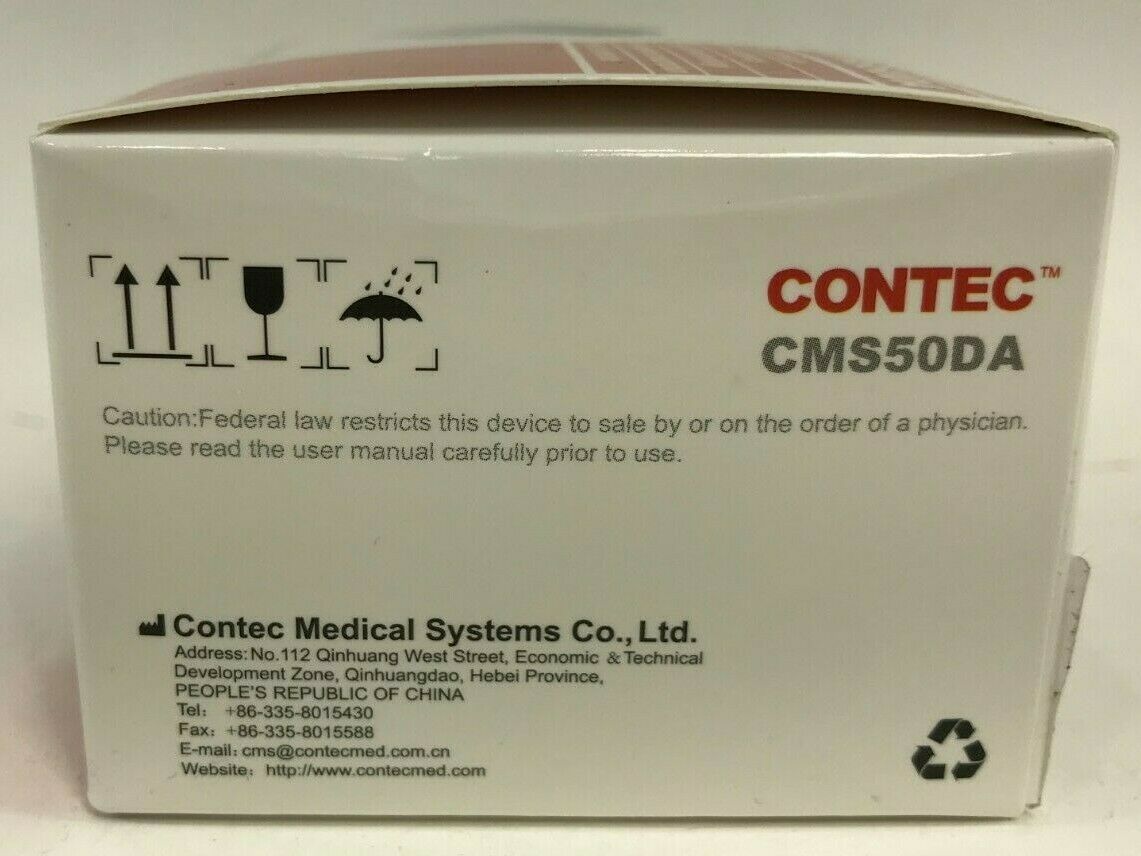 CONTEC™
CMS50DA
Caution:Federal law restricts this device to sale by or on the order of a physician.
Please read the user manual carefully prior to use.
Contec Medical Systems Co.,Ltd.
Address:No.112 Qinhuang West Street, Economic & Technical
Development Zone, Qinhuangdao, Hebei Province,
PEOPLE'S REPUBLIC OF CHINA
Tel: +86-335-8015430
Fax: +86-335-8015588
E-mail: cms@contecmed.com.cn
Website: http://www.contecmed.com